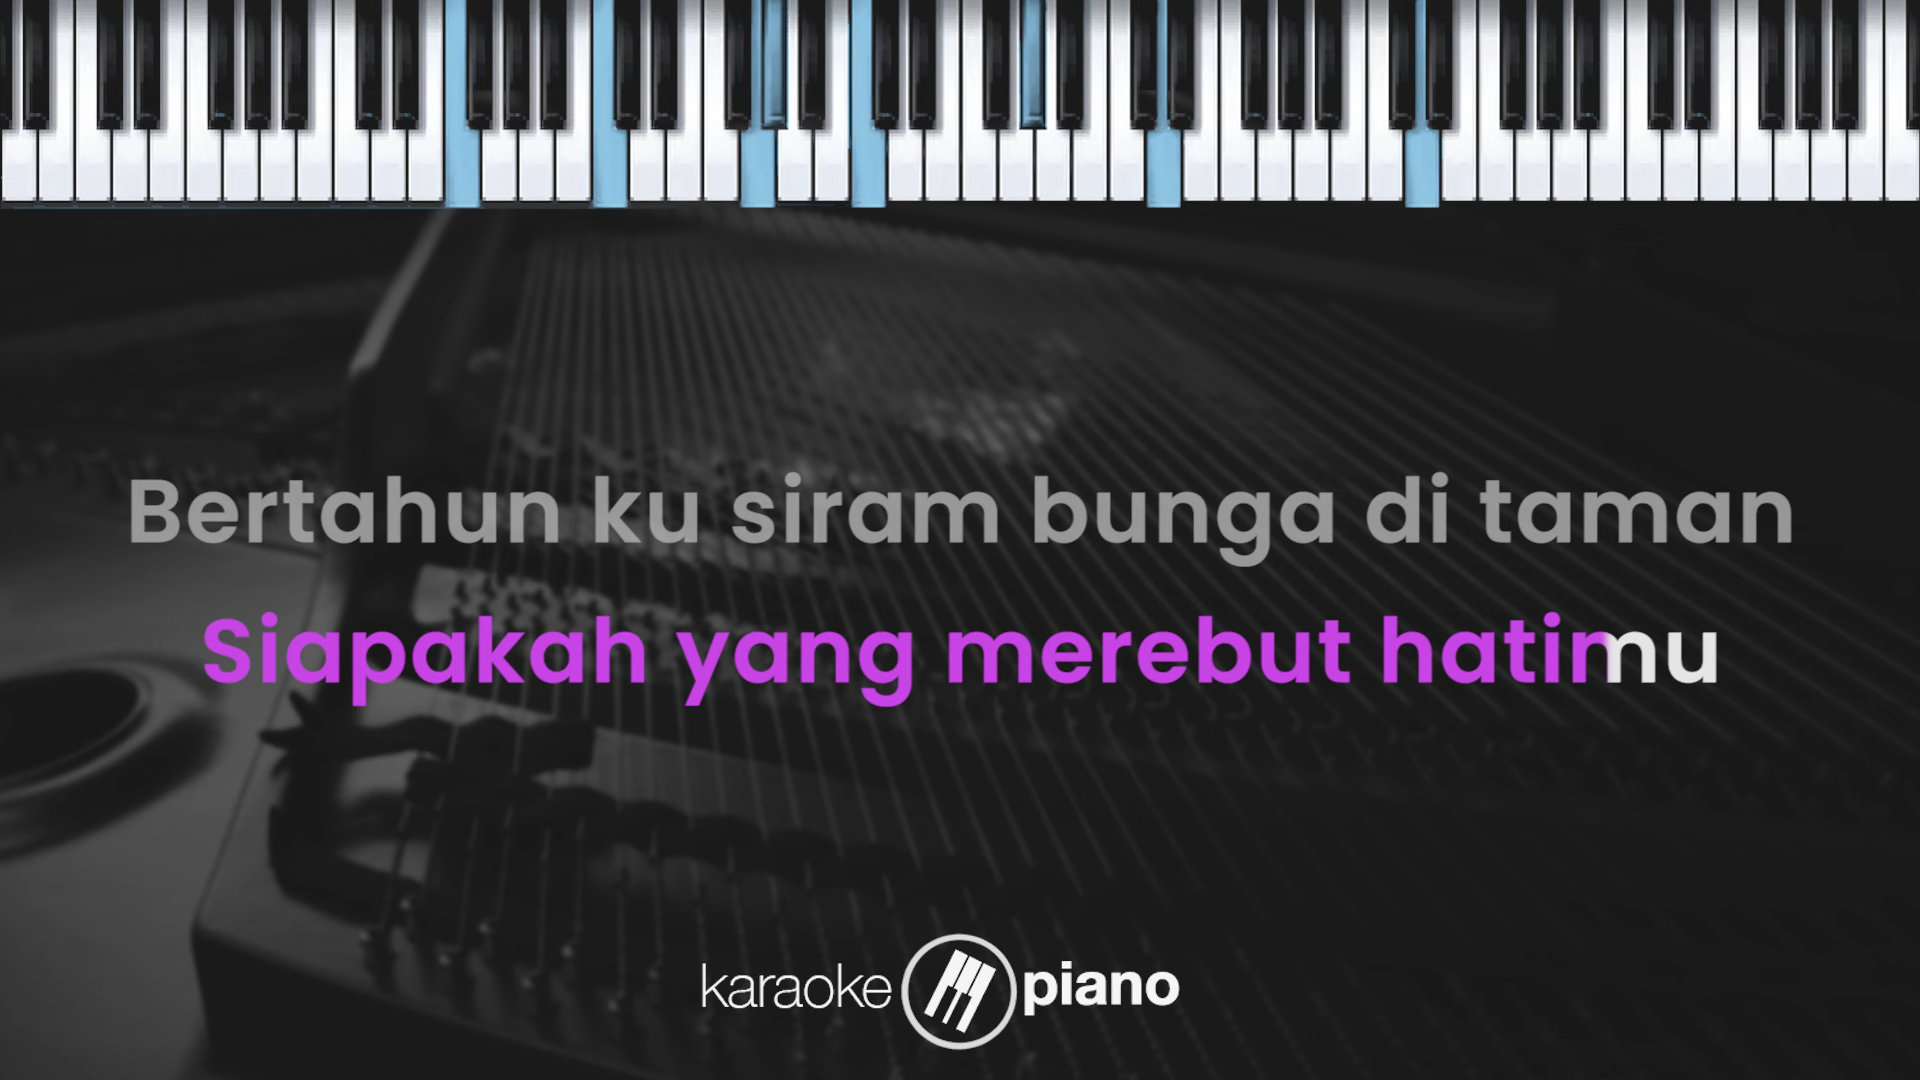 Bertahun ku siram bunga di taman
Siapakah yang merebut hatimu
karaoke piano